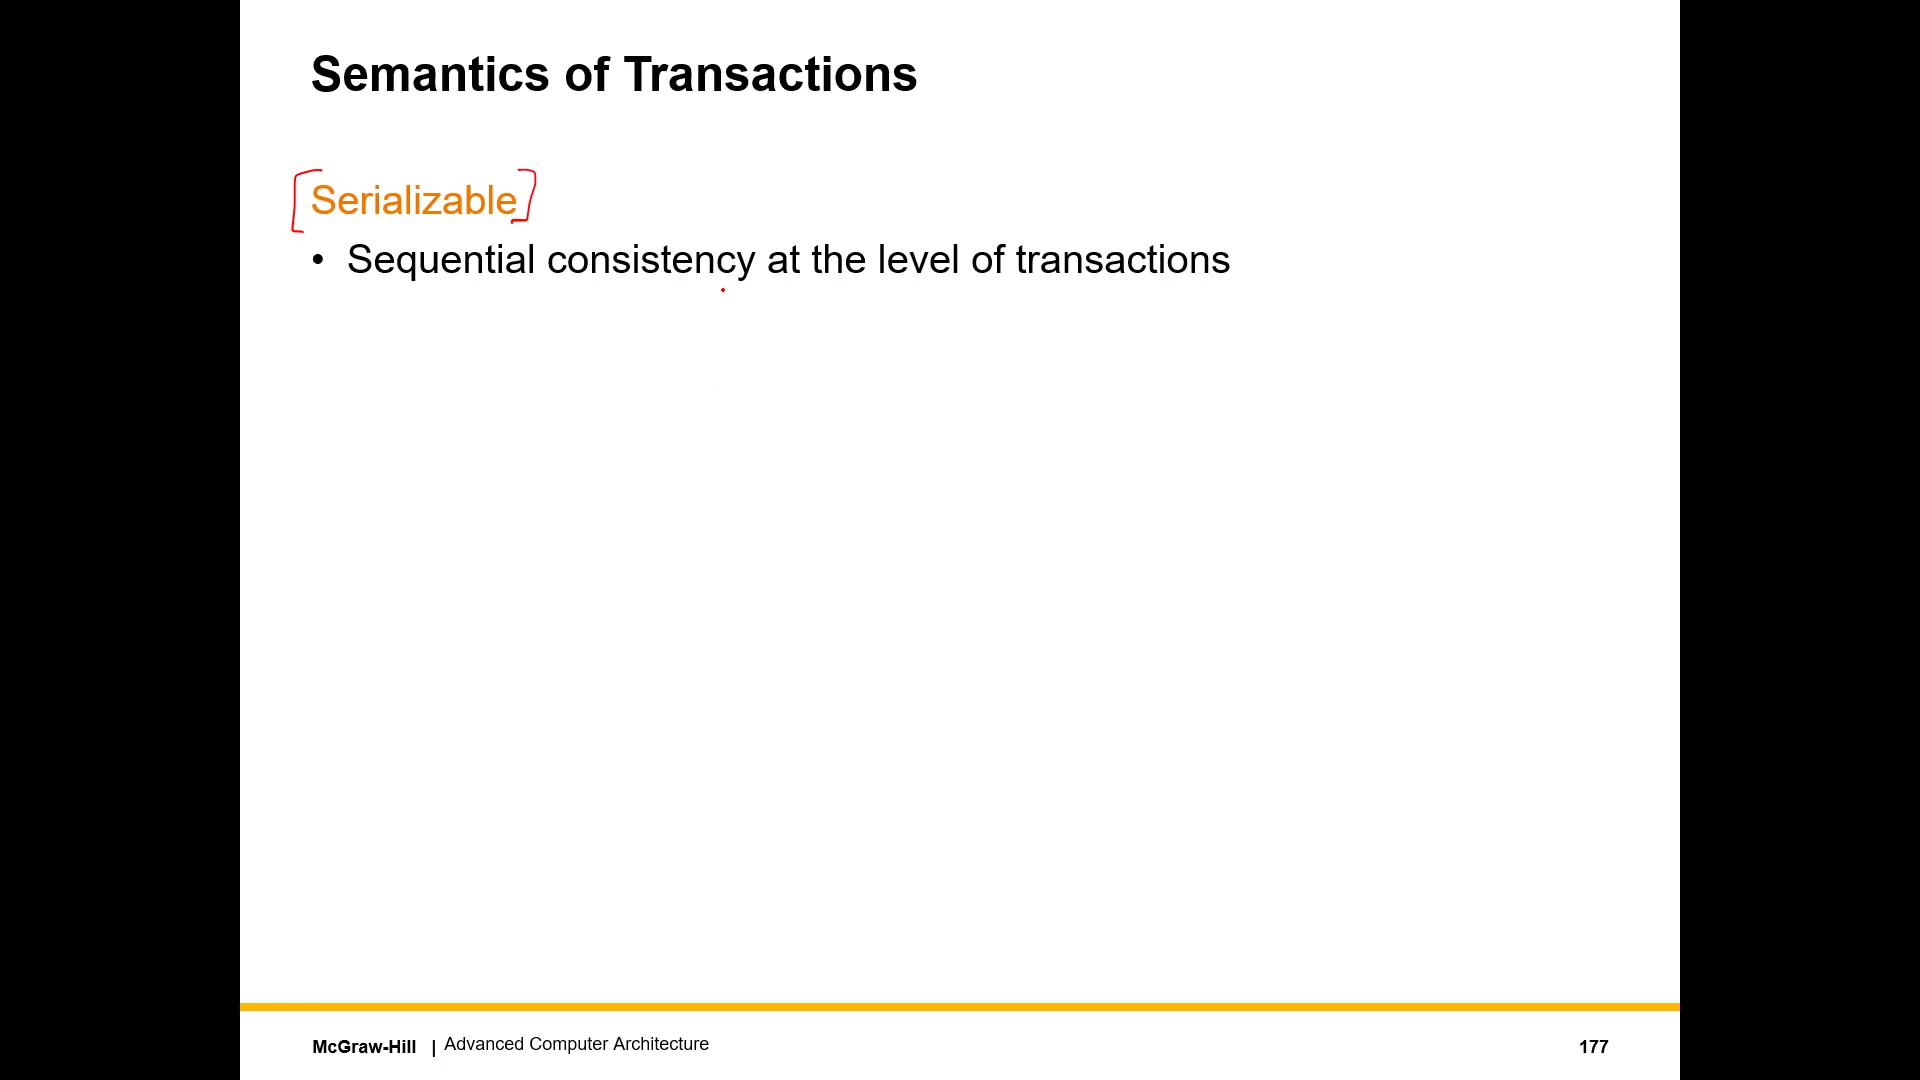 Semantics of Transactions
Serializable
• Sequential consistency at the level of transactions
McGraw-Hill | Advanced Computer Architecture 177